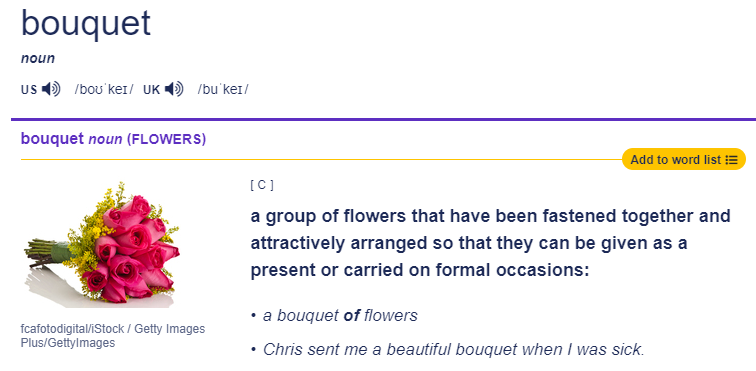 bouquet
noun
US /boʊˈkeɪ/ UK /buˈkeɪ/
bouquet noun (FLOWERS)
Add to word list
[ C ]
a group of flowers that have been fastened together and
attractively arranged so that they can be given as a
present or carried on formal occasions:
• a bouquet of flowers
• Chris sent me a beautiful bouquet when I was sick.
fcafotodigital/iStock / Getty Images
Plus/GettyImages